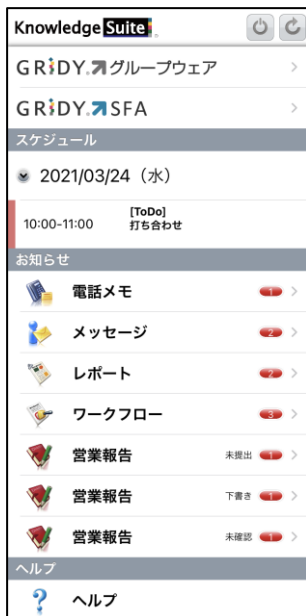 Knowledge Suite
GRIDY.グループウェア
GRIDY.SFA
スケジュール
2021/03/24（水）
[ToDo]
10:00-11:00 打ち合わせ
お知らせ
電話メモ 1
メッセージ 2
レポート 2
ワークフロー 3
営業報告 未提出 1
営業報告 下書き 1
営業報告 未確認 1
ヘルプ
ヘルプ